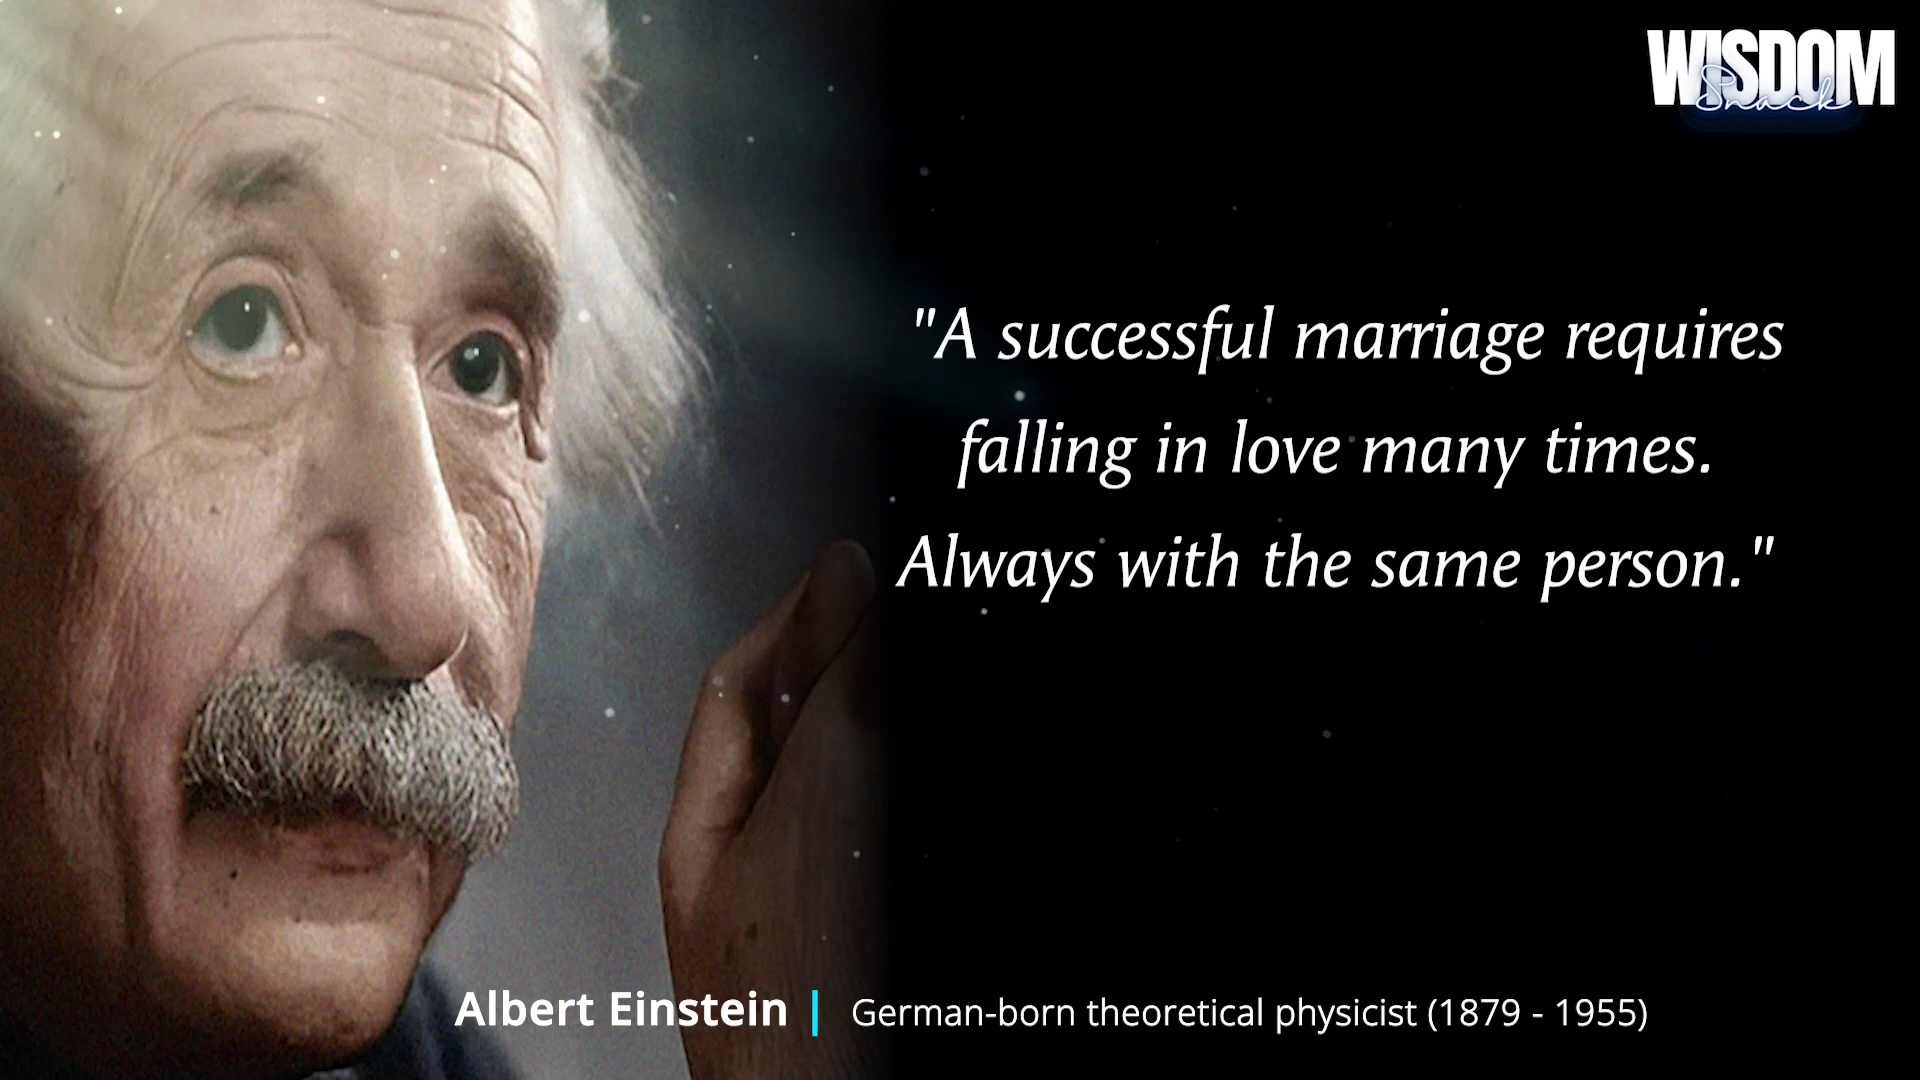 WISDOM
Snack
"A successful marriage requires
falling in love many times.
Always with the same person."
Albert Einstein | German-born theoretical physicist (1879 - 1955)